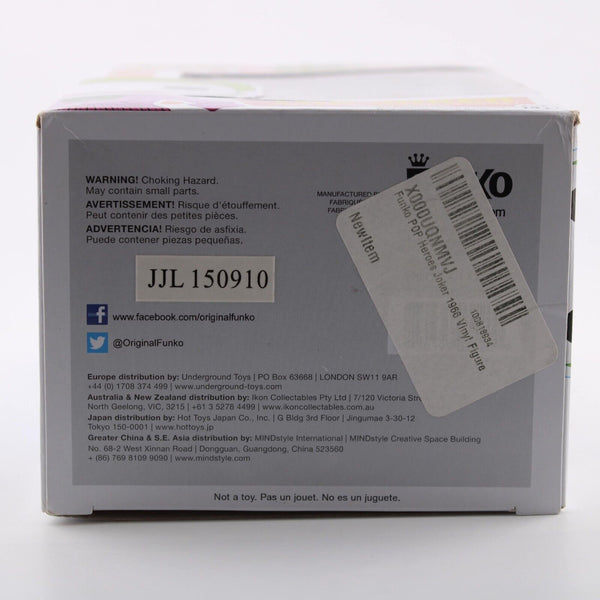 WARNING! Choking Hazard.
May contain small parts.
AVERTISSEMENT! Risque d'étouffement.
Peut contenir des petites pièces.
ADVERTENCIA! Riesgo de asfixia.
Puede contener piezas pequeñas.
MANUFACTURED
JJL 150910
f www.facebook.com/originalFunko
@OriginalFunko
X000UQNMVJ
Funko POP Heroes Joker 1966 Vinyl Figure
NewItem
100818634
Europe distribution by: Underground Toys | PO Box 63668 | LONDON SW11 9AR
+44 (0) 1708 374 499 | www.underground-toys.com
Australia & New Zealand distribution by: Ikon Collectables Pty Ltd | 7/120 Victoria
North Geelong, VIC, 3215 | +61 3 5278 4499 | www.ikoncollectables.com.au
Japan distribution by: Hot Toys Japan Co., Inc. | G Bldg 3rd Floor | Jingumae 3-30-12
Tokyo 150-0001 | www.hottoys.jp
Greater China & S.E. Asia distribution by: MINDstyle International | MINDstyle Creative Space Building
No. 68-2 West Xinnan Road | Dongguan, Guangdong, China 523560
+ (86) 769 8109 9090 | www.mindstyle.com
Not a toy. Pas un jouet. No es un juguete.